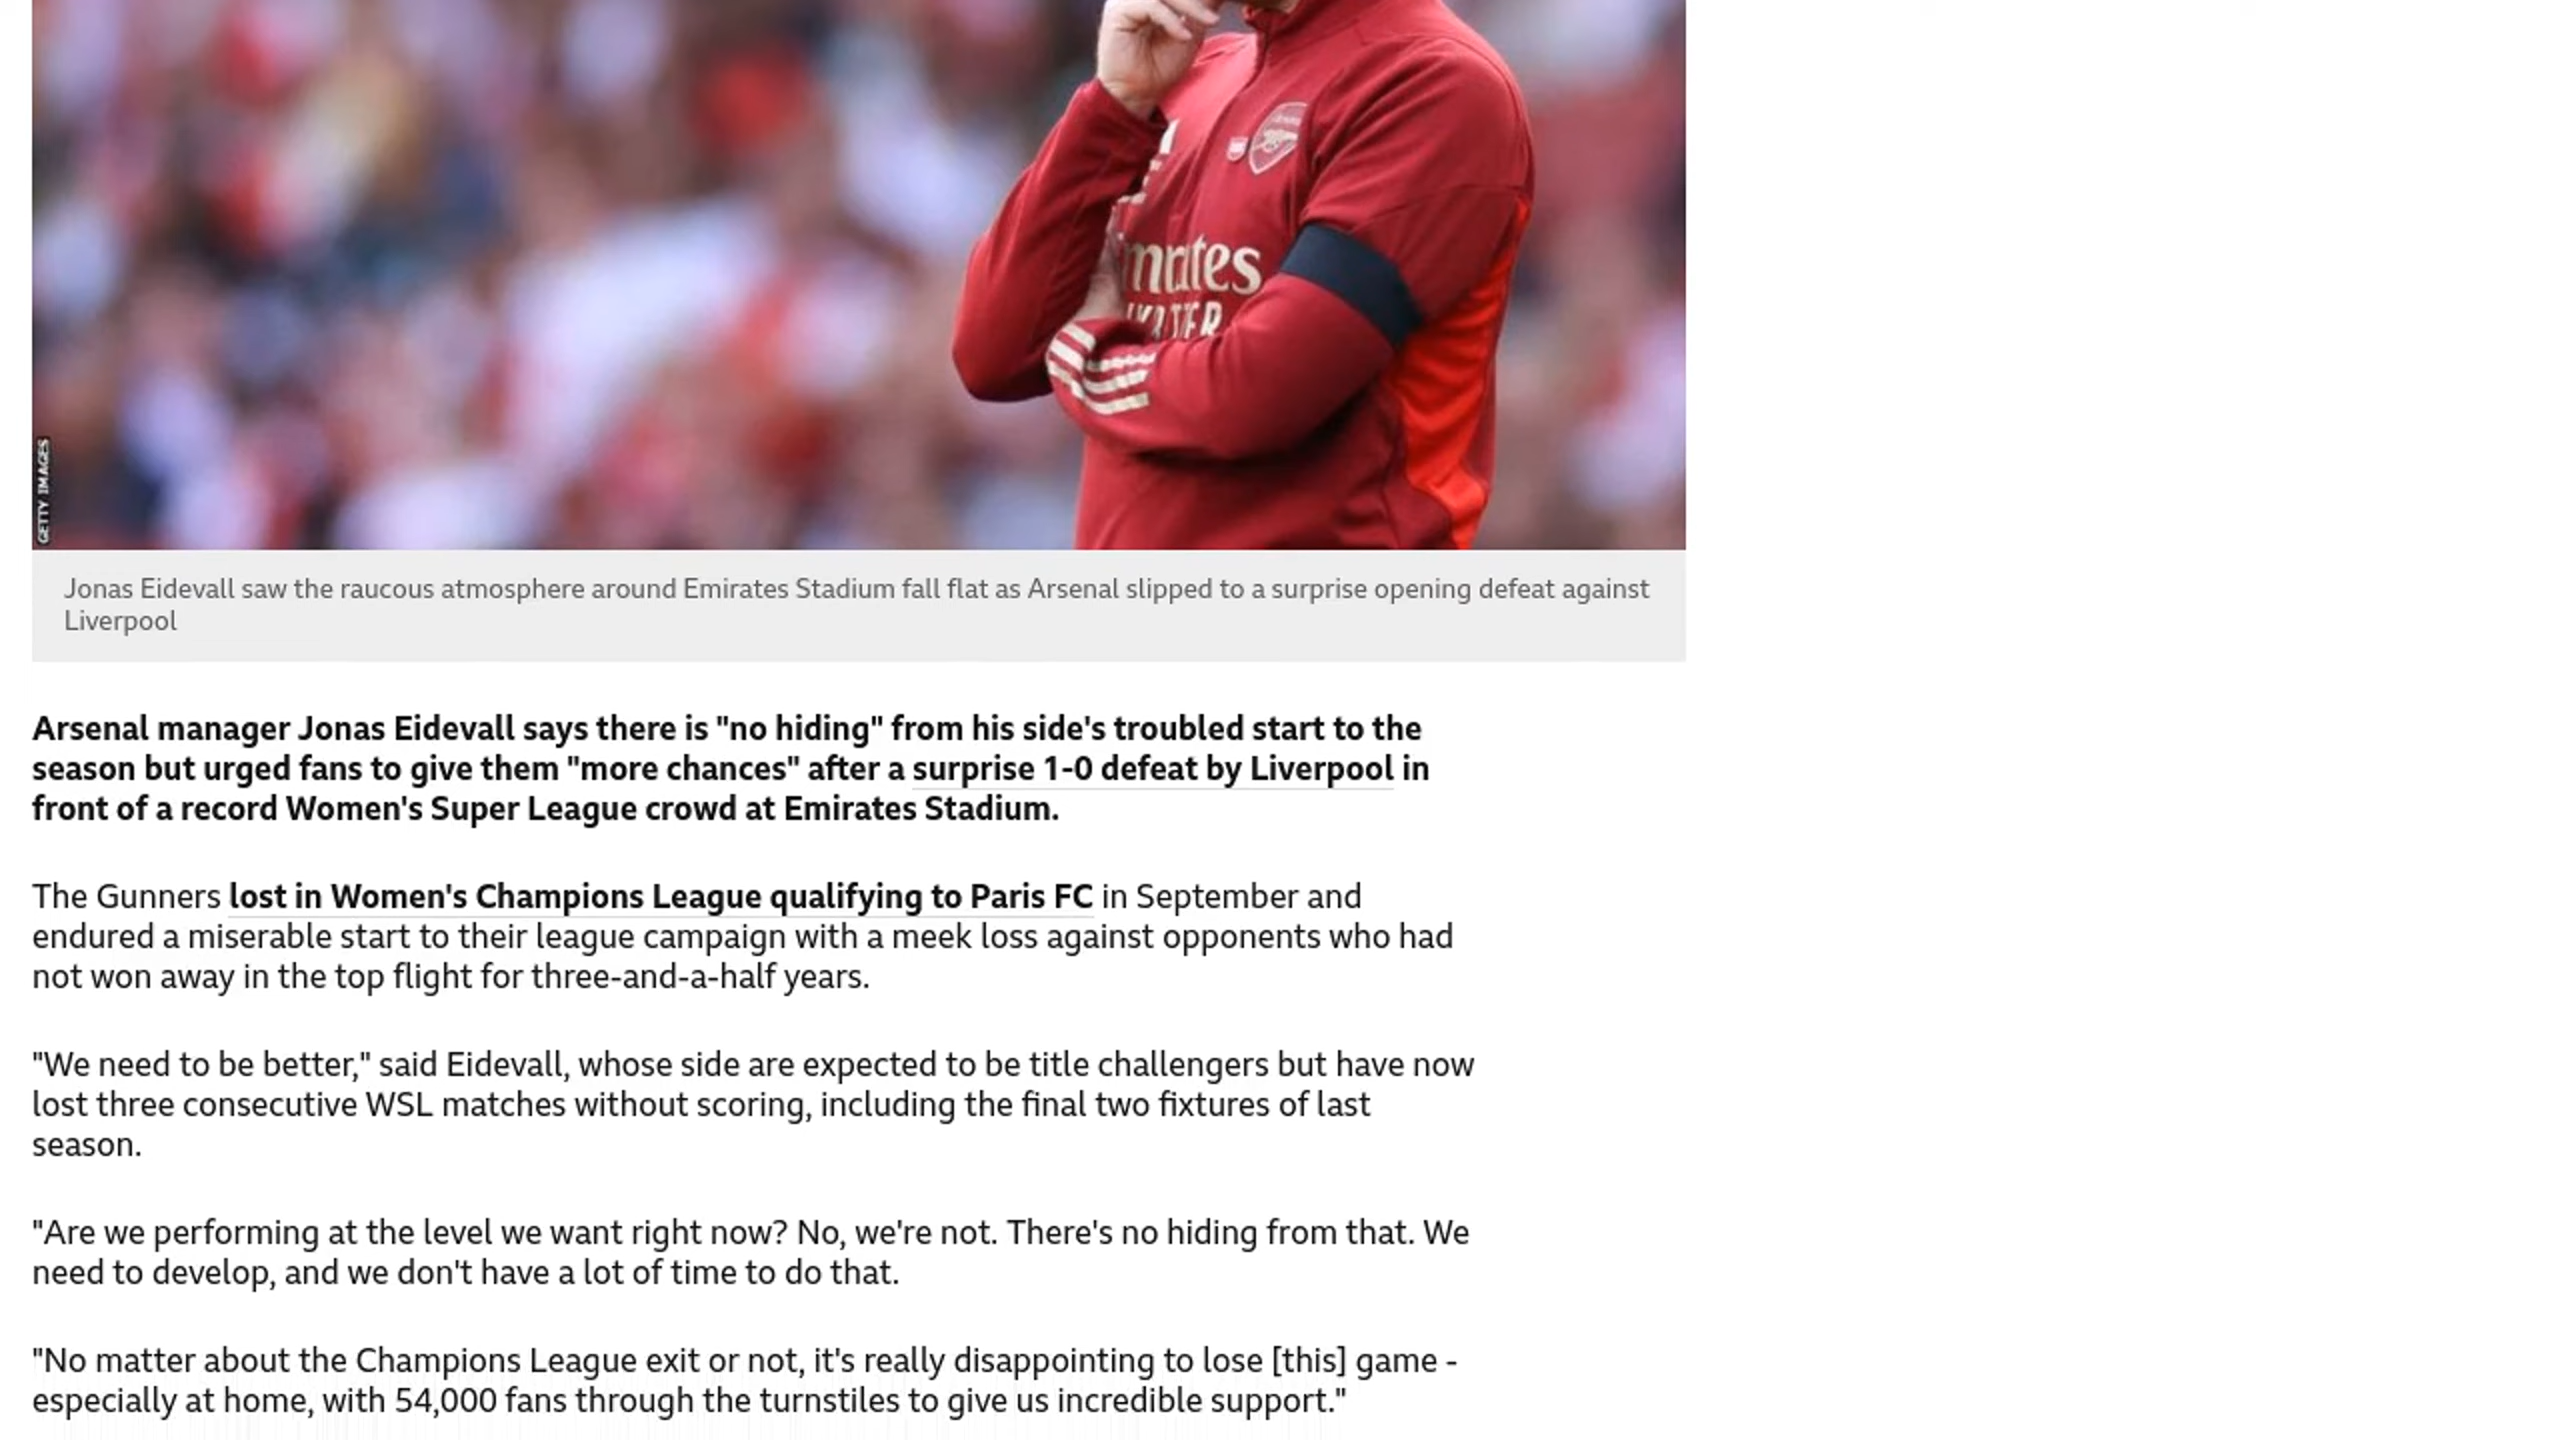 mirates
GETTY IMAGES
Jonas Eidevall saw the raucous atmosphere around Emirates Stadium fall flat as Arsenal slipped to a surprise opening defeat against
Liverpool
Arsenal manager Jonas Eidevall says there is "no hiding" from his side's troubled start to the
season but urged fans to give them "more chances" after a surprise 1-0 defeat by Liverpool in
front of a record Women's Super League crowd at Emirates Stadium.
The Gunners lost in Women's Champions League qualifying to Paris FC in September and
endured a miserable start to their league campaign with a meek loss against opponents who had
not won away in the top flight for three-and-a-half years.
"We need to be better," said Eidevall, whose side are expected to be title challengers but have now
lost three consecutive WSL matches without scoring, including the final two fixtures of last
season.
"Are we performing at the level we want right now? No, we're not. There's no hiding from that. We
need to develop, and we don't have a lot of time to do that.
"No matter about the Champions League exit or not, it's really disappointing to lose [this] game -
especially at home, with 54,000 fans through the turnstiles to give us incredible support."